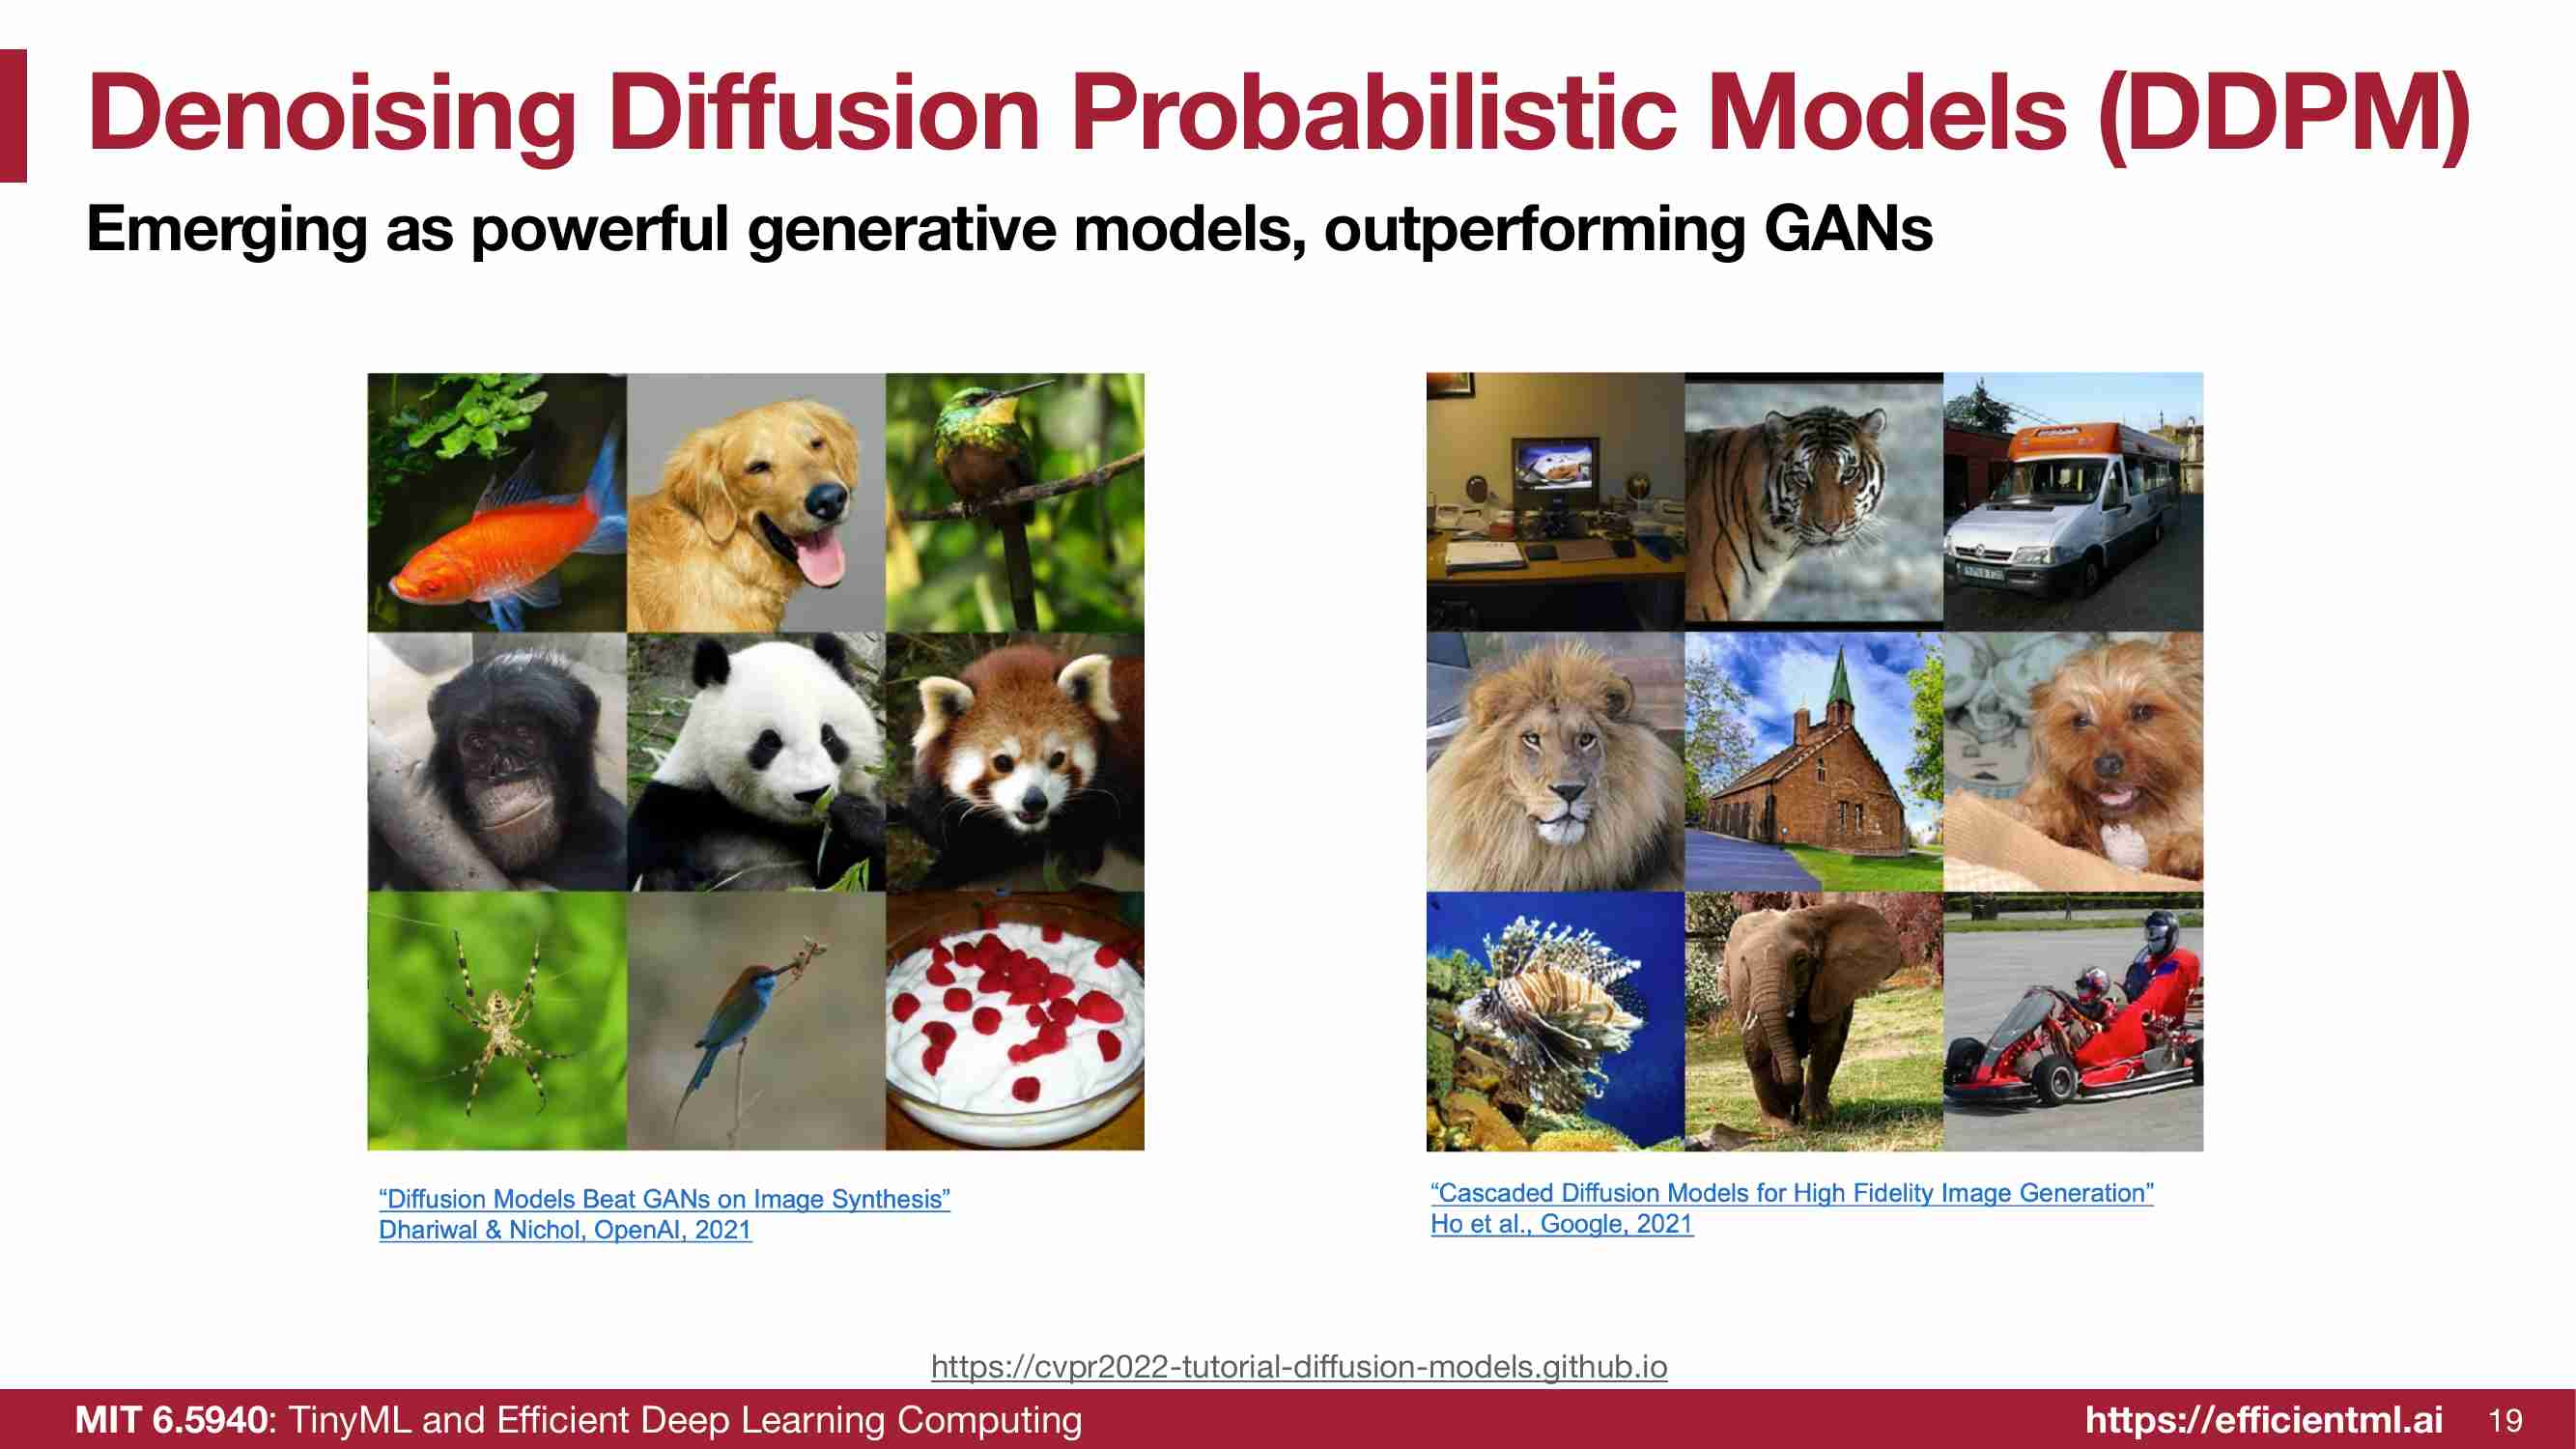 Denoising Diffusion Probabilistic Models (DDPM)
Emerging as powerful generative models, outperforming GANs
“Diffusion Models Beat GANs on Image Synthesis”
Dhariwal & Nichol, OpenAI, 2021
“Cascaded Diffusion Models for High Fidelity Image Generation”
Ho et al., Google, 2021
https://cvpr2022-tutorial-diffusion-models.github.io
MIT 6.5940: TinyML and Efficient Deep Learning Computing
https://efficientml.ai 19